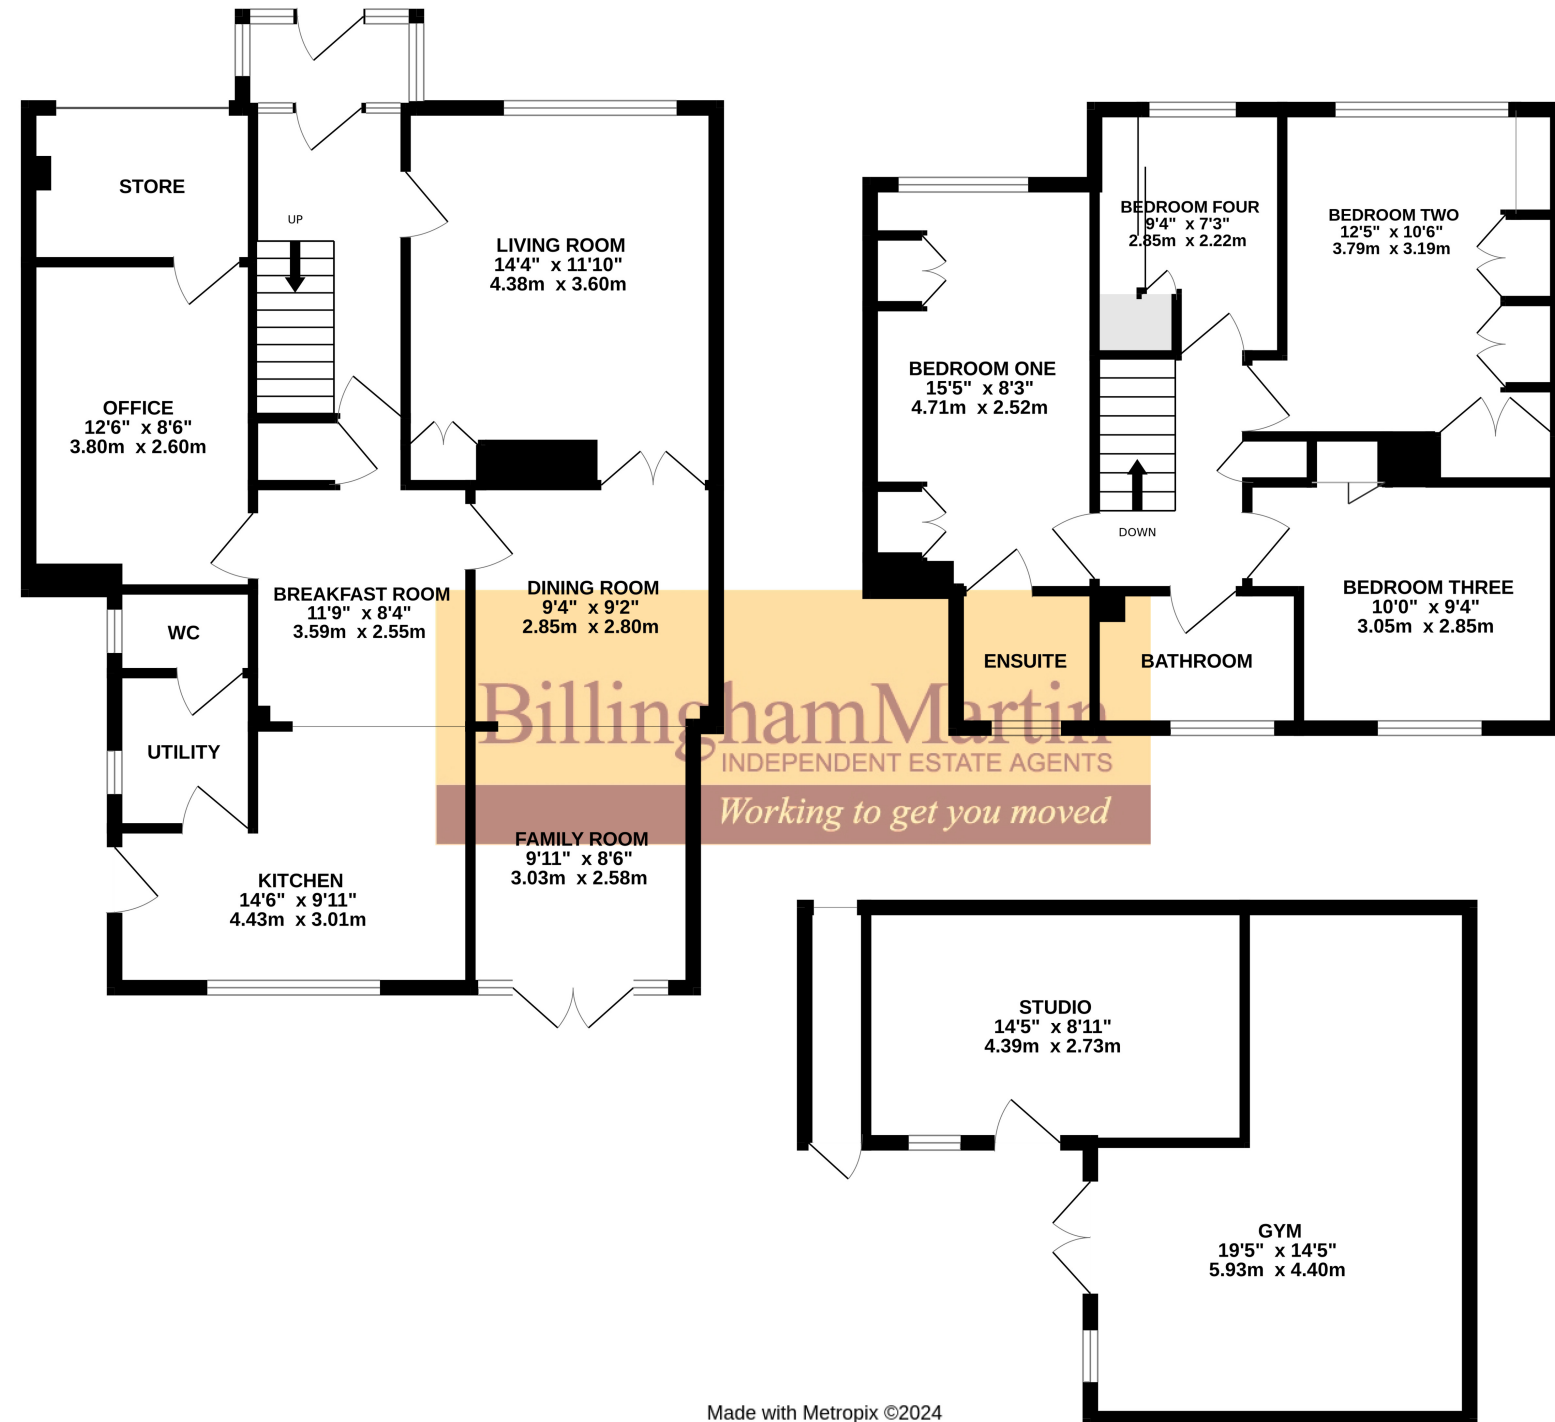 STORE
UP
LIVING ROOM
14'4"  x 11'10"
4.38m  x 3.60m
OFFICE
12'6"  x 8'6"
3.80m  x 2.60m
BREAKFAST ROOM
11'9"  x 8'4"
3.59m  x 2.55m
DINING ROOM
9'4"  x 9'2"
2.85m  x 2.80m
WC
UTILITY
KITCHEN
14'6"  x 9'11"
4.43m  x 3.01m
FAMILY ROOM
9'11"  x 8'6"
3.03m  x 2.58m
BEDROOM FOUR
9'4"  x 7'3"
2.85m  x 2.22m
BEDROOM TWO
12'5"  x 10'6"
3.79m  x 3.19m
BEDROOM ONE
15'5"  x 8'3"
4.71m  x 2.52m
DOWN
BEDROOM THREE
10'0"  x 9'4"
3.05m  x 2.85m
ENSUITE
BATHROOM
BillinghamMartin
INDEPENDENT ESTATE AGENTS
Working to get you moved
STUDIO
14'5"  x 8'11"
4.39m  x 2.73m
GYM
19'5"  x 14'5"
5.93m  x 4.40m
Made with Metropix ©2024